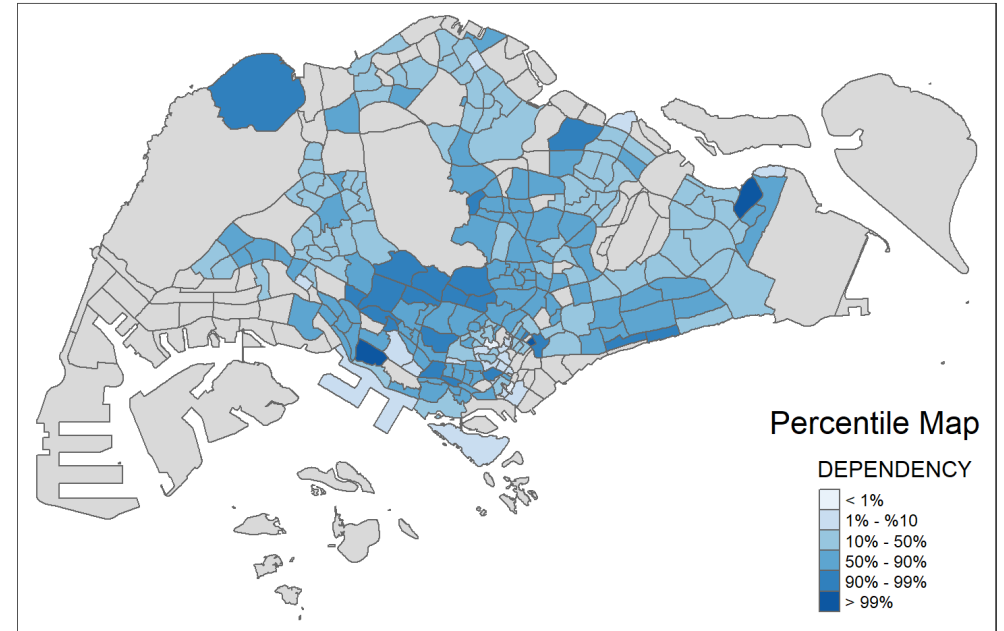 Percentile Map
DEPENDENCY
< 1%
1% - %10
10% - 50%
50% - 90%
90% - 99%
> 99%